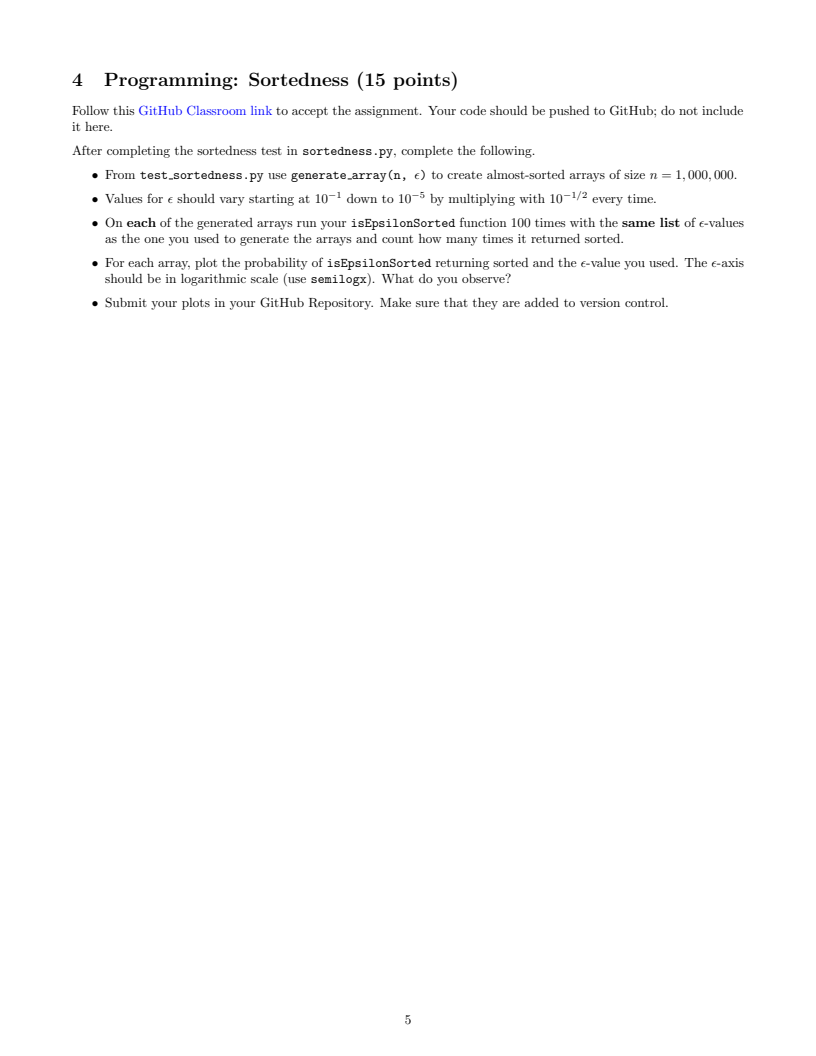 4 Programming: Sortedness (15 points)
Follow this GitHub Classroom link to accept the assignment. Your code should be pushed to GitHub; do not include
it here.
After completing the sortedness test in sortedness.py, complete the following.
• From test_sortedness.py use generate_array(n, ϵ) to create almost-sorted arrays of size n = 1, 000, 000.
• Values for ϵ should vary starting at 10⁻¹ down to 10⁻⁵ by multiplying with 10^{−1/2} every time.
• On each of the generated arrays run your isEpsilonSorted function 100 times with the same list of ϵ-values
as the one you used to generate the arrays and count how many times it returned sorted.
• For each array, plot the probability of isEpsilonSorted returning sorted and the ϵ-value you used. The ϵ-axis
should be in logarithmic scale (use semilogx). What do you observe?
• Submit your plots in your GitHub Repository. Make sure that they are added to version control.
5